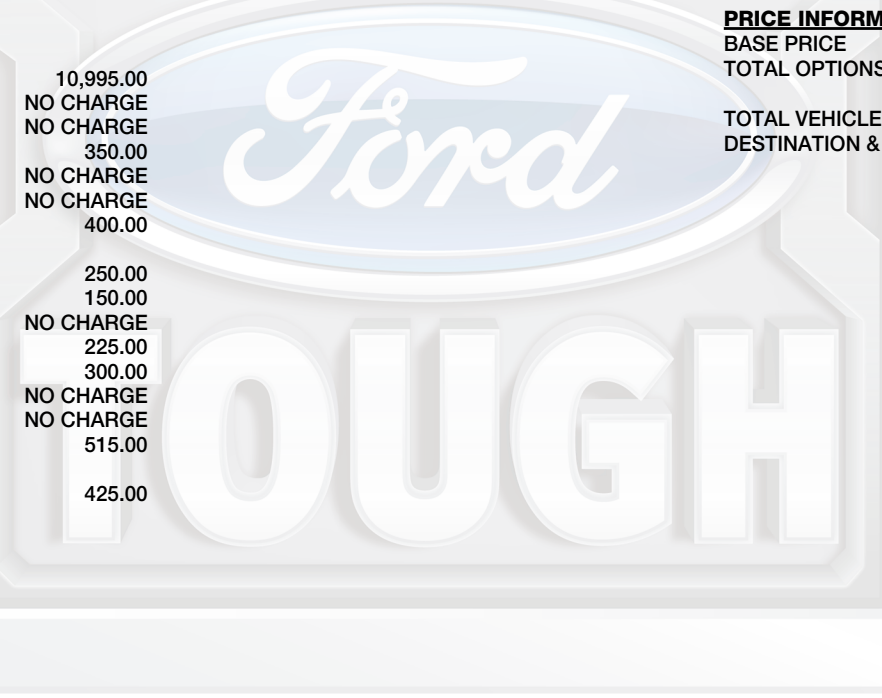 10,995.00
NO CHARGE
NO CHARGE
350.00
NO CHARGE
NO CHARGE
400.00
250.00
150.00
NO CHARGE
225.00
300.00
NO CHARGE
NO CHARGE
515.00
425.00
PRICE INFORM
BASE PRICE
TOTAL OPTIONS
TOTAL VEHICLE
DESTINATION &
Ford
TOUGH